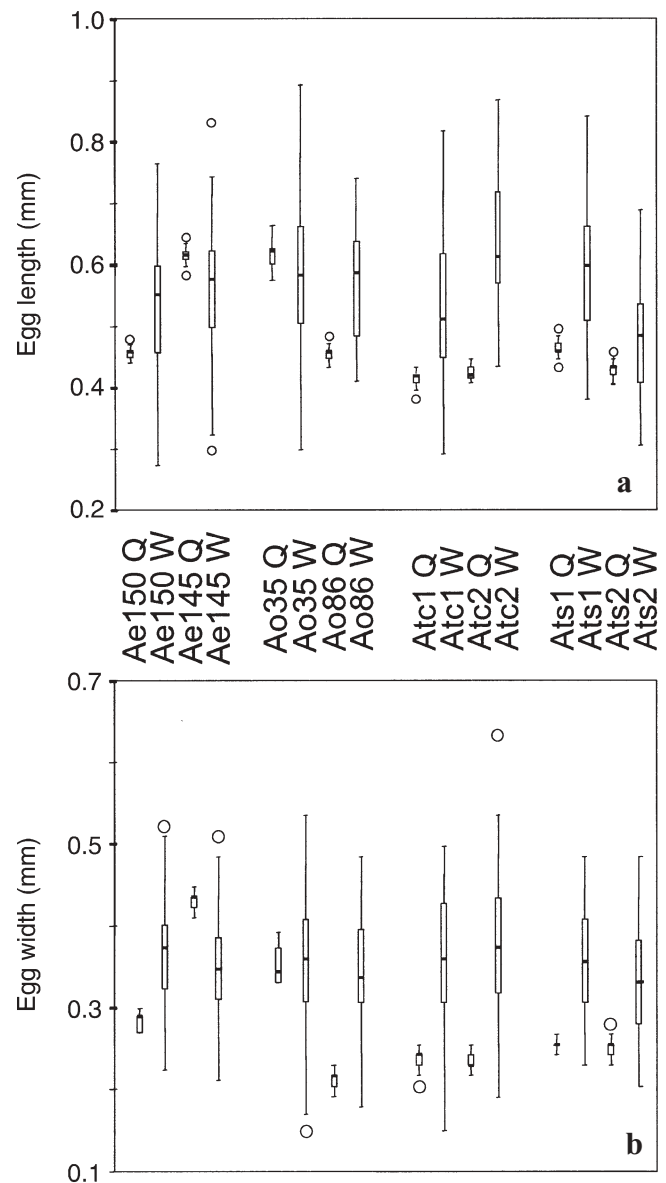 1.0
0.8
0.6
0.4
0.2
Egg length (mm)
a
Ae150 Q
Ae150 W
Ae145 Q
Ae145 W
Ao35 Q
Ao35 W
Ao86 Q
Ao86 W
Atc1 Q
Atc1 W
Atc2 Q
Atc2 W
Ats1 Q
Ats1 W
Ats2 Q
Ats2 W
0.7
0.5
0.3
0.1
Egg width (mm)
b